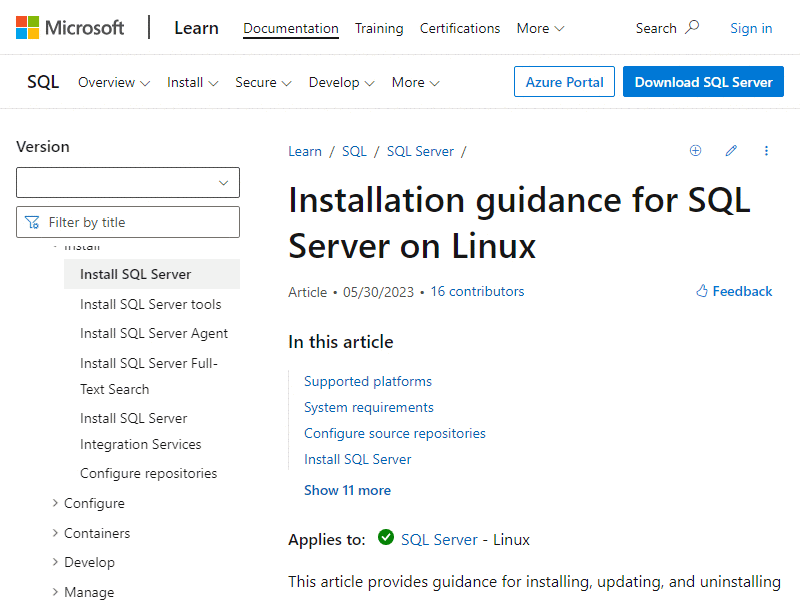 Microsoft Learn Documentation Training Certifications More Search Sign in
SQL Overview Install Secure Develop More Azure Portal Download SQL Server
Version
Filter by title
Install
Install SQL Server
Install SQL Server tools
Install SQL Server Agent
Install SQL Server Full-
Text Search
Install SQL Server
Integration Services
Configure repositories
Configure
Containers
Develop
Manage
Learn / SQL / SQL Server /
Installation guidance for SQL
Server on Linux
Article • 05/30/2023 • 16 contributors
Feedback
In this article
Supported platforms
System requirements
Configure source repositories
Install SQL Server
Show 11 more
Applies to: SQL Server - Linux
This article provides guidance for installing, updating, and uninstalling